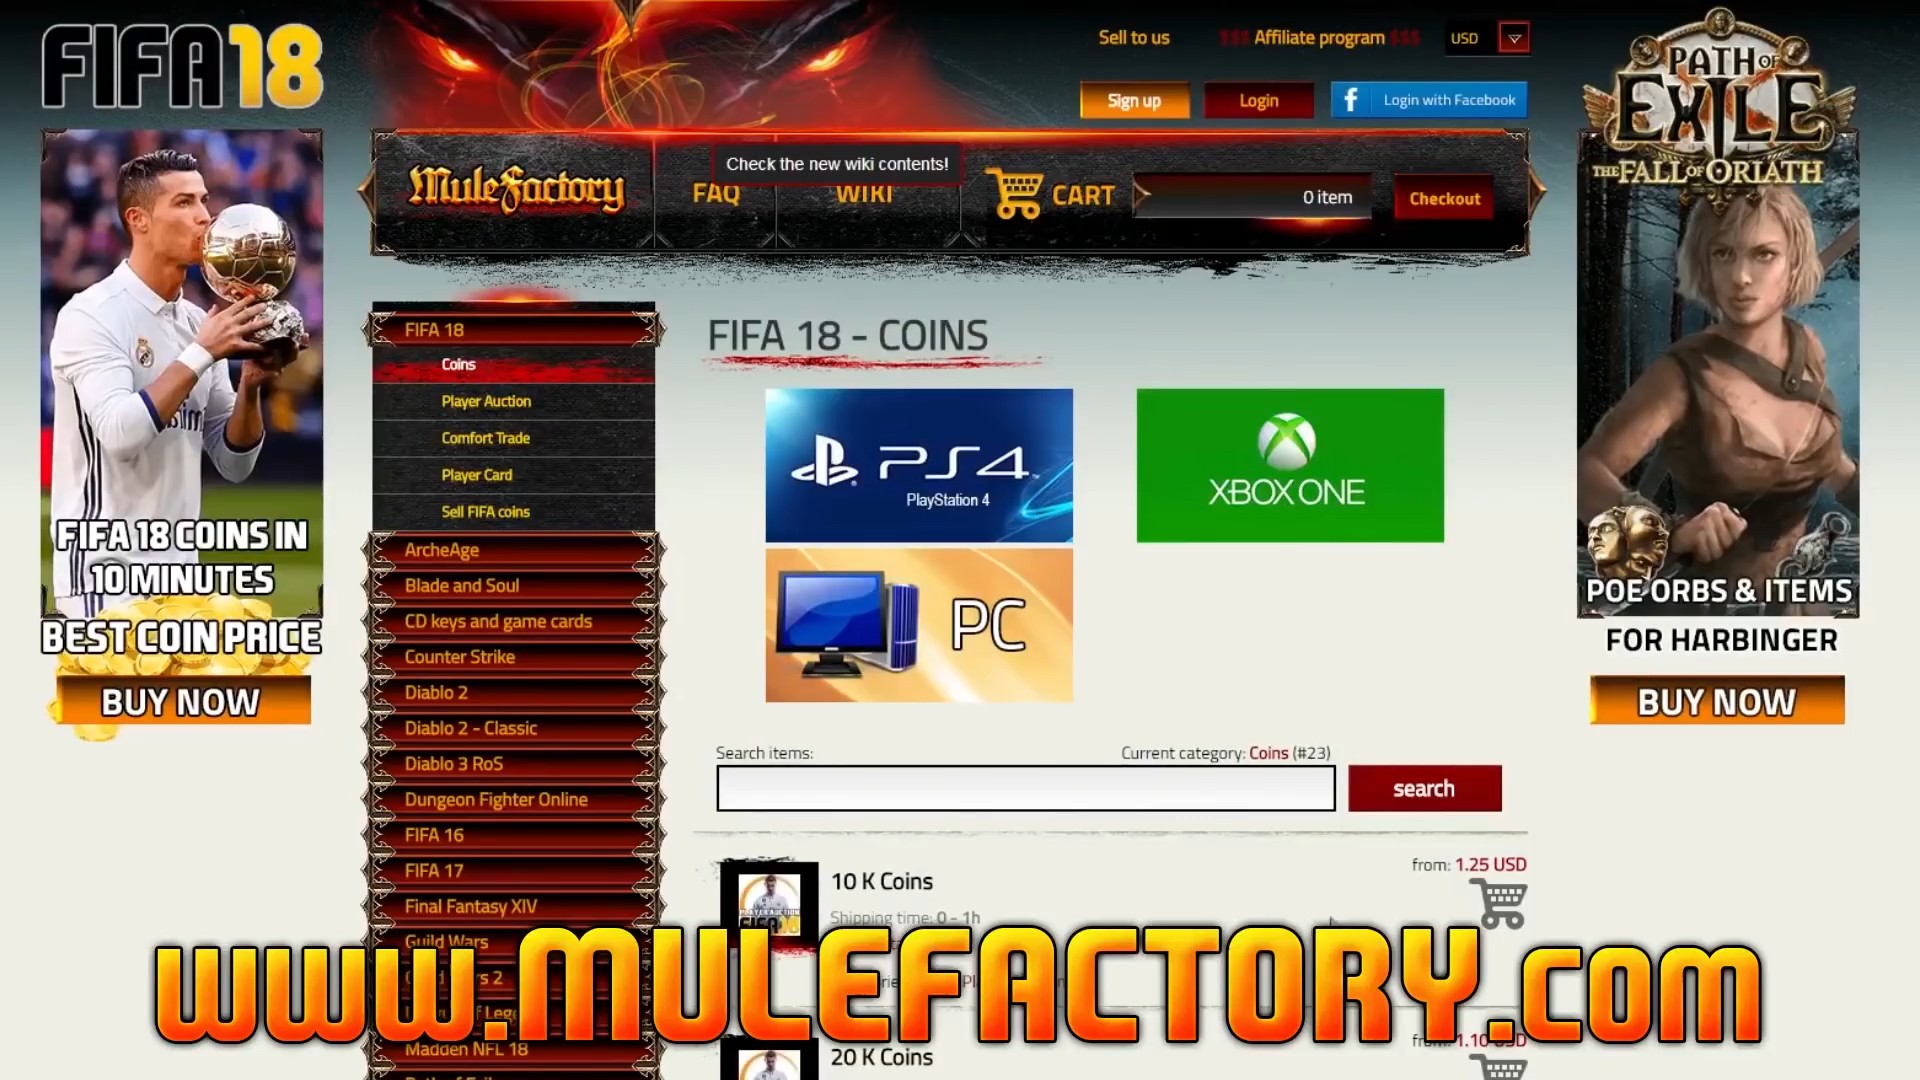 FIFA 18
Sell to us
$$$ Affiliate program $$$
USD
Sign up
Login
f Login with Facebook
MuleFactory
FAQ
Check the new wiki contents!
WIKI
CART
0 item
Checkout
PATH OF
EXILE
THE FALL OF ORIATH
FIFA 18 COINS IN
10 MINUTES
BEST COIN PRICE
BUY NOW
FIFA 18
Coins
Player Auction
Comfort Trade
Player Card
Sell FIFA coins
ArcheAge
Blade and Soul
CD keys and game cards
Counter Strike
Diablo 2
Diablo 2 - Classic
Diablo 3 RoS
Dungeon Fighter Online
FIFA 16
FIFA 17
Final Fantasy XIV
Guild Wars
Madden NFL 18
FIFA 18 - COINS
PS4
PlayStation 4
XBOX ONE
PC
Search items:
Current category: Coins (#23)
search
10 K Coins
Shipping time: 0 - 1h
from: 1.25 USD
20 K Coins
from: 1.10 USD
POE ORBS & ITEMS
FOR HARBINGER
BUY NOW
www.MULEFACTORY.com